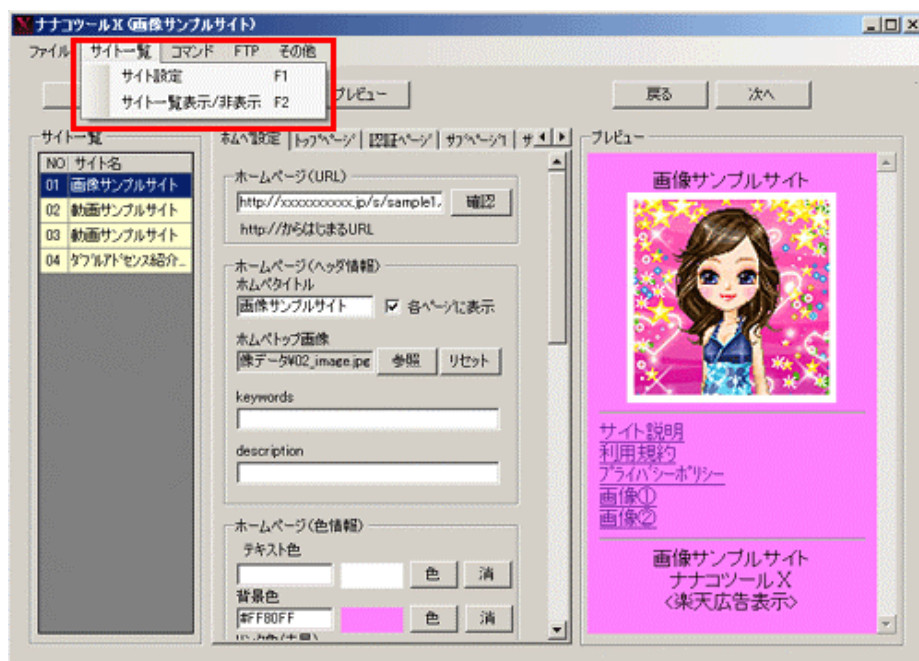 ナナコツールX (画像サンプルサイト)
ファイル サイト一覧 コマンド FTP その他
サイト設定 F1
サイト一覧表示/非表示 F2
プレビュー
戻る 次へ
サイト一覧
NO サイト名
01 画像サンプルサイト
02 動画サンプルサイト
03 動画サンプルサイト
04 ダブルアドセンス紹介...
ホムペ設定 トップページ 認証ページ サブページ1 サ
ホームページ(URL)
http://xxxxxxxxxx.jp/s/sample1. 確認
http://からはじまるURL
ホームページ(ヘッダ情報)
ホムペタイトル
画像サンプルサイト 各ページに表示
ホムペトップ画像
像データ¥02_image.jpg 参照 リセット
keywords
description
ホームページ(色情報)
テキスト色
色 消
背景色
#FF80FF 色 消
プレビュー
画像サンプルサイト
サイト説明
利用規約
プライバシーポリシー
画像①
画像②
画像サンプルサイト
ナナコツールX
<楽天広告表示>